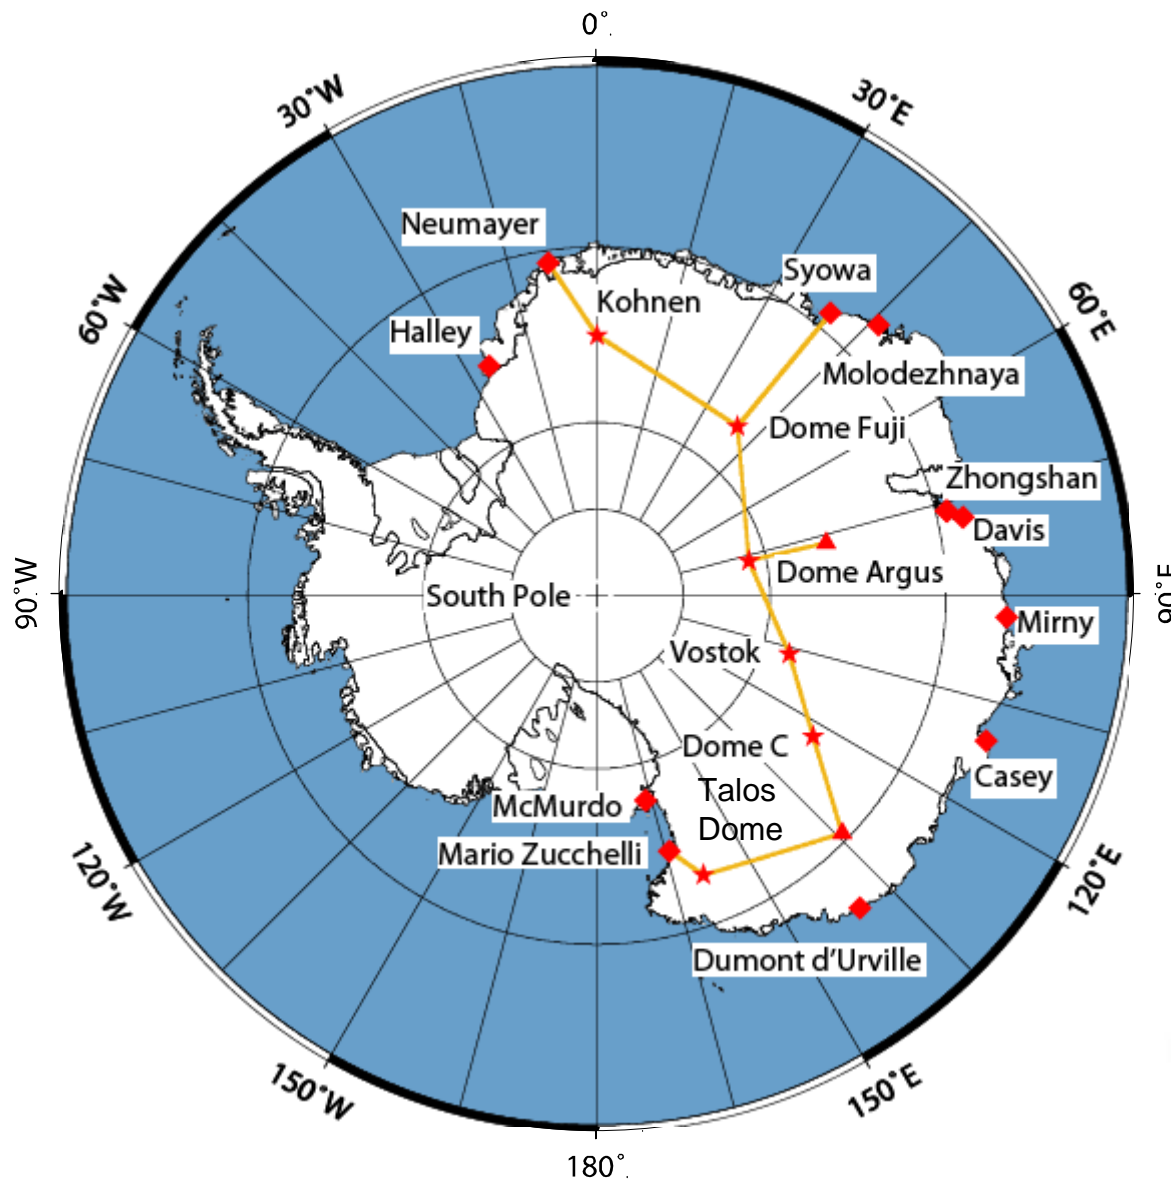 0°
30°W
30°E
Neumayer
Syowa
Kohnen
60°W
60°E
Halley
Molodezhnaya
Dome Fuji
Zhongshan
Davis
Dome Argus
90°W
South Pole
90°E
Mirny
Vostok
Dome C
Casey
Talos
Dome
McMurdo
Mario Zucchelli
120°W
120°E
Dumont d'Urville
150°W
150°E
180°